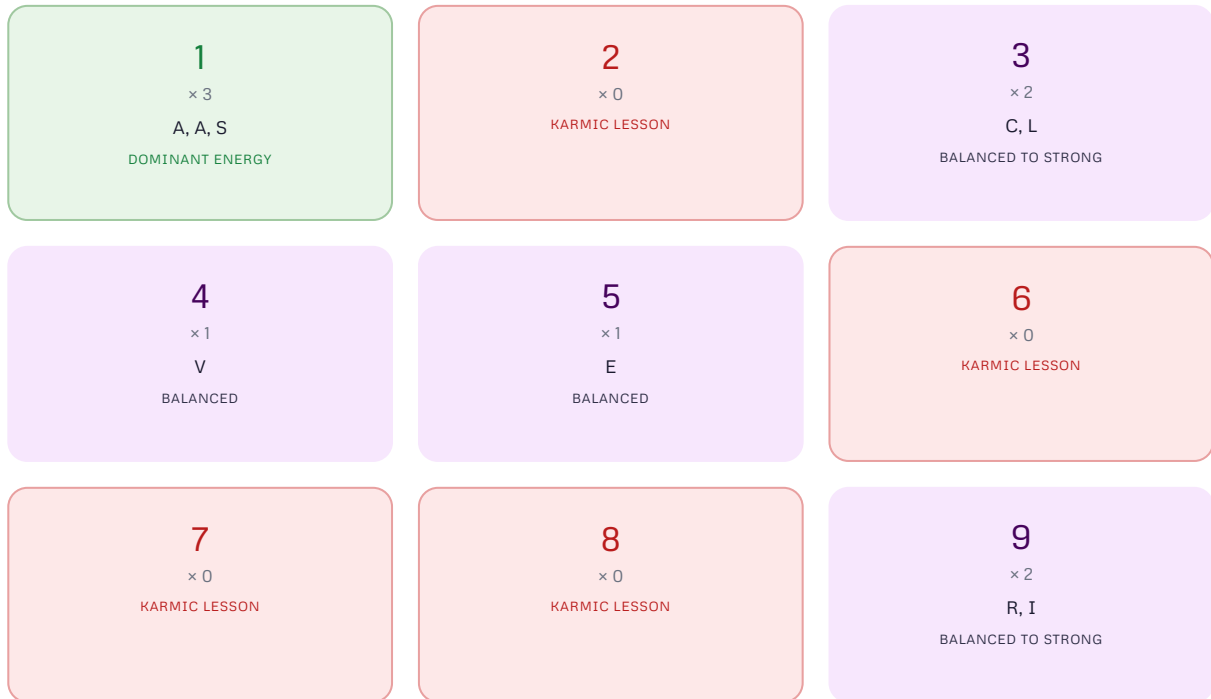 1
× 3
A, A, S
DOMINANT ENERGY
2
× 0
KARMIC LESSON
3
× 2
C, L
BALANCED TO STRONG
4
× 1
V
BALANCED
5
× 1
E
BALANCED
6
× 0
KARMIC LESSON
7
× 0
KARMIC LESSON
8
× 0
KARMIC LESSON
9
× 2
R, I
BALANCED TO STRONG